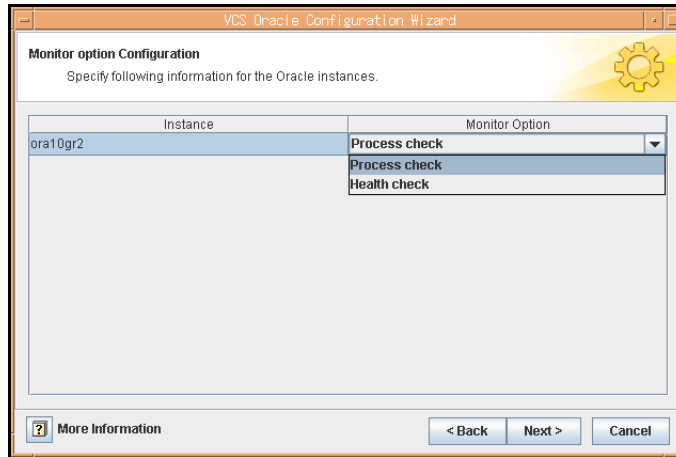 VCS Oracle Configuration Wizard
Monitor option Configuration
Specify following information for the Oracle instances.
Instance Monitor Option
ora10gr2 Process check
Process check
Health check
? More Information < Back Next > Cancel